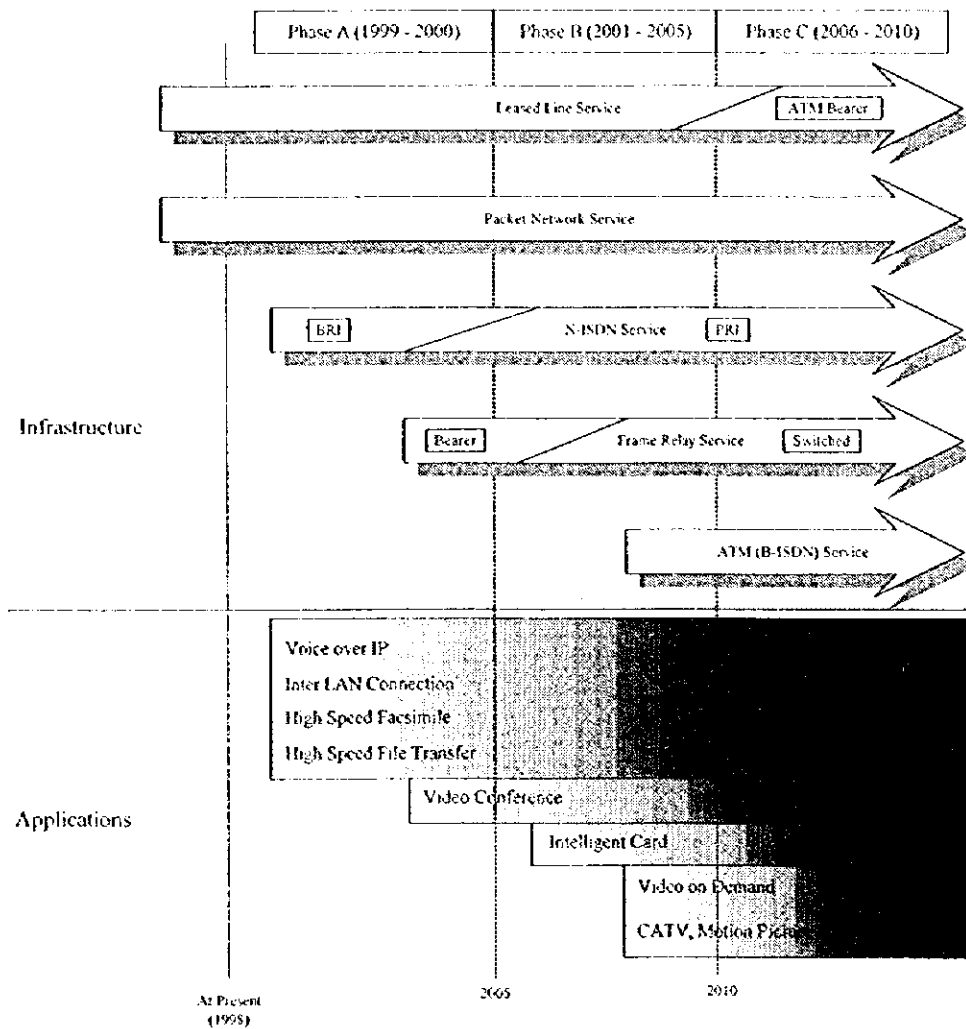 Phase A (1999 - 2000) Phase B (2001 - 2005) Phase C (2006 - 2010)
Leased Line Service ATM Bearer
Packet Network Service
BRI N-ISDN Service PRI
Infrastructure
Bearer Frame Relay Service Switched
ATM (B-ISDN) Service
Voice over IP
Inter LAN Connection
High Speed Facsimile
High Speed File Transfer
Video Conference
Applications
Intelligent Card
Video on Demand
CATV, Motion Picture
At Present
(1998)
2005
2010